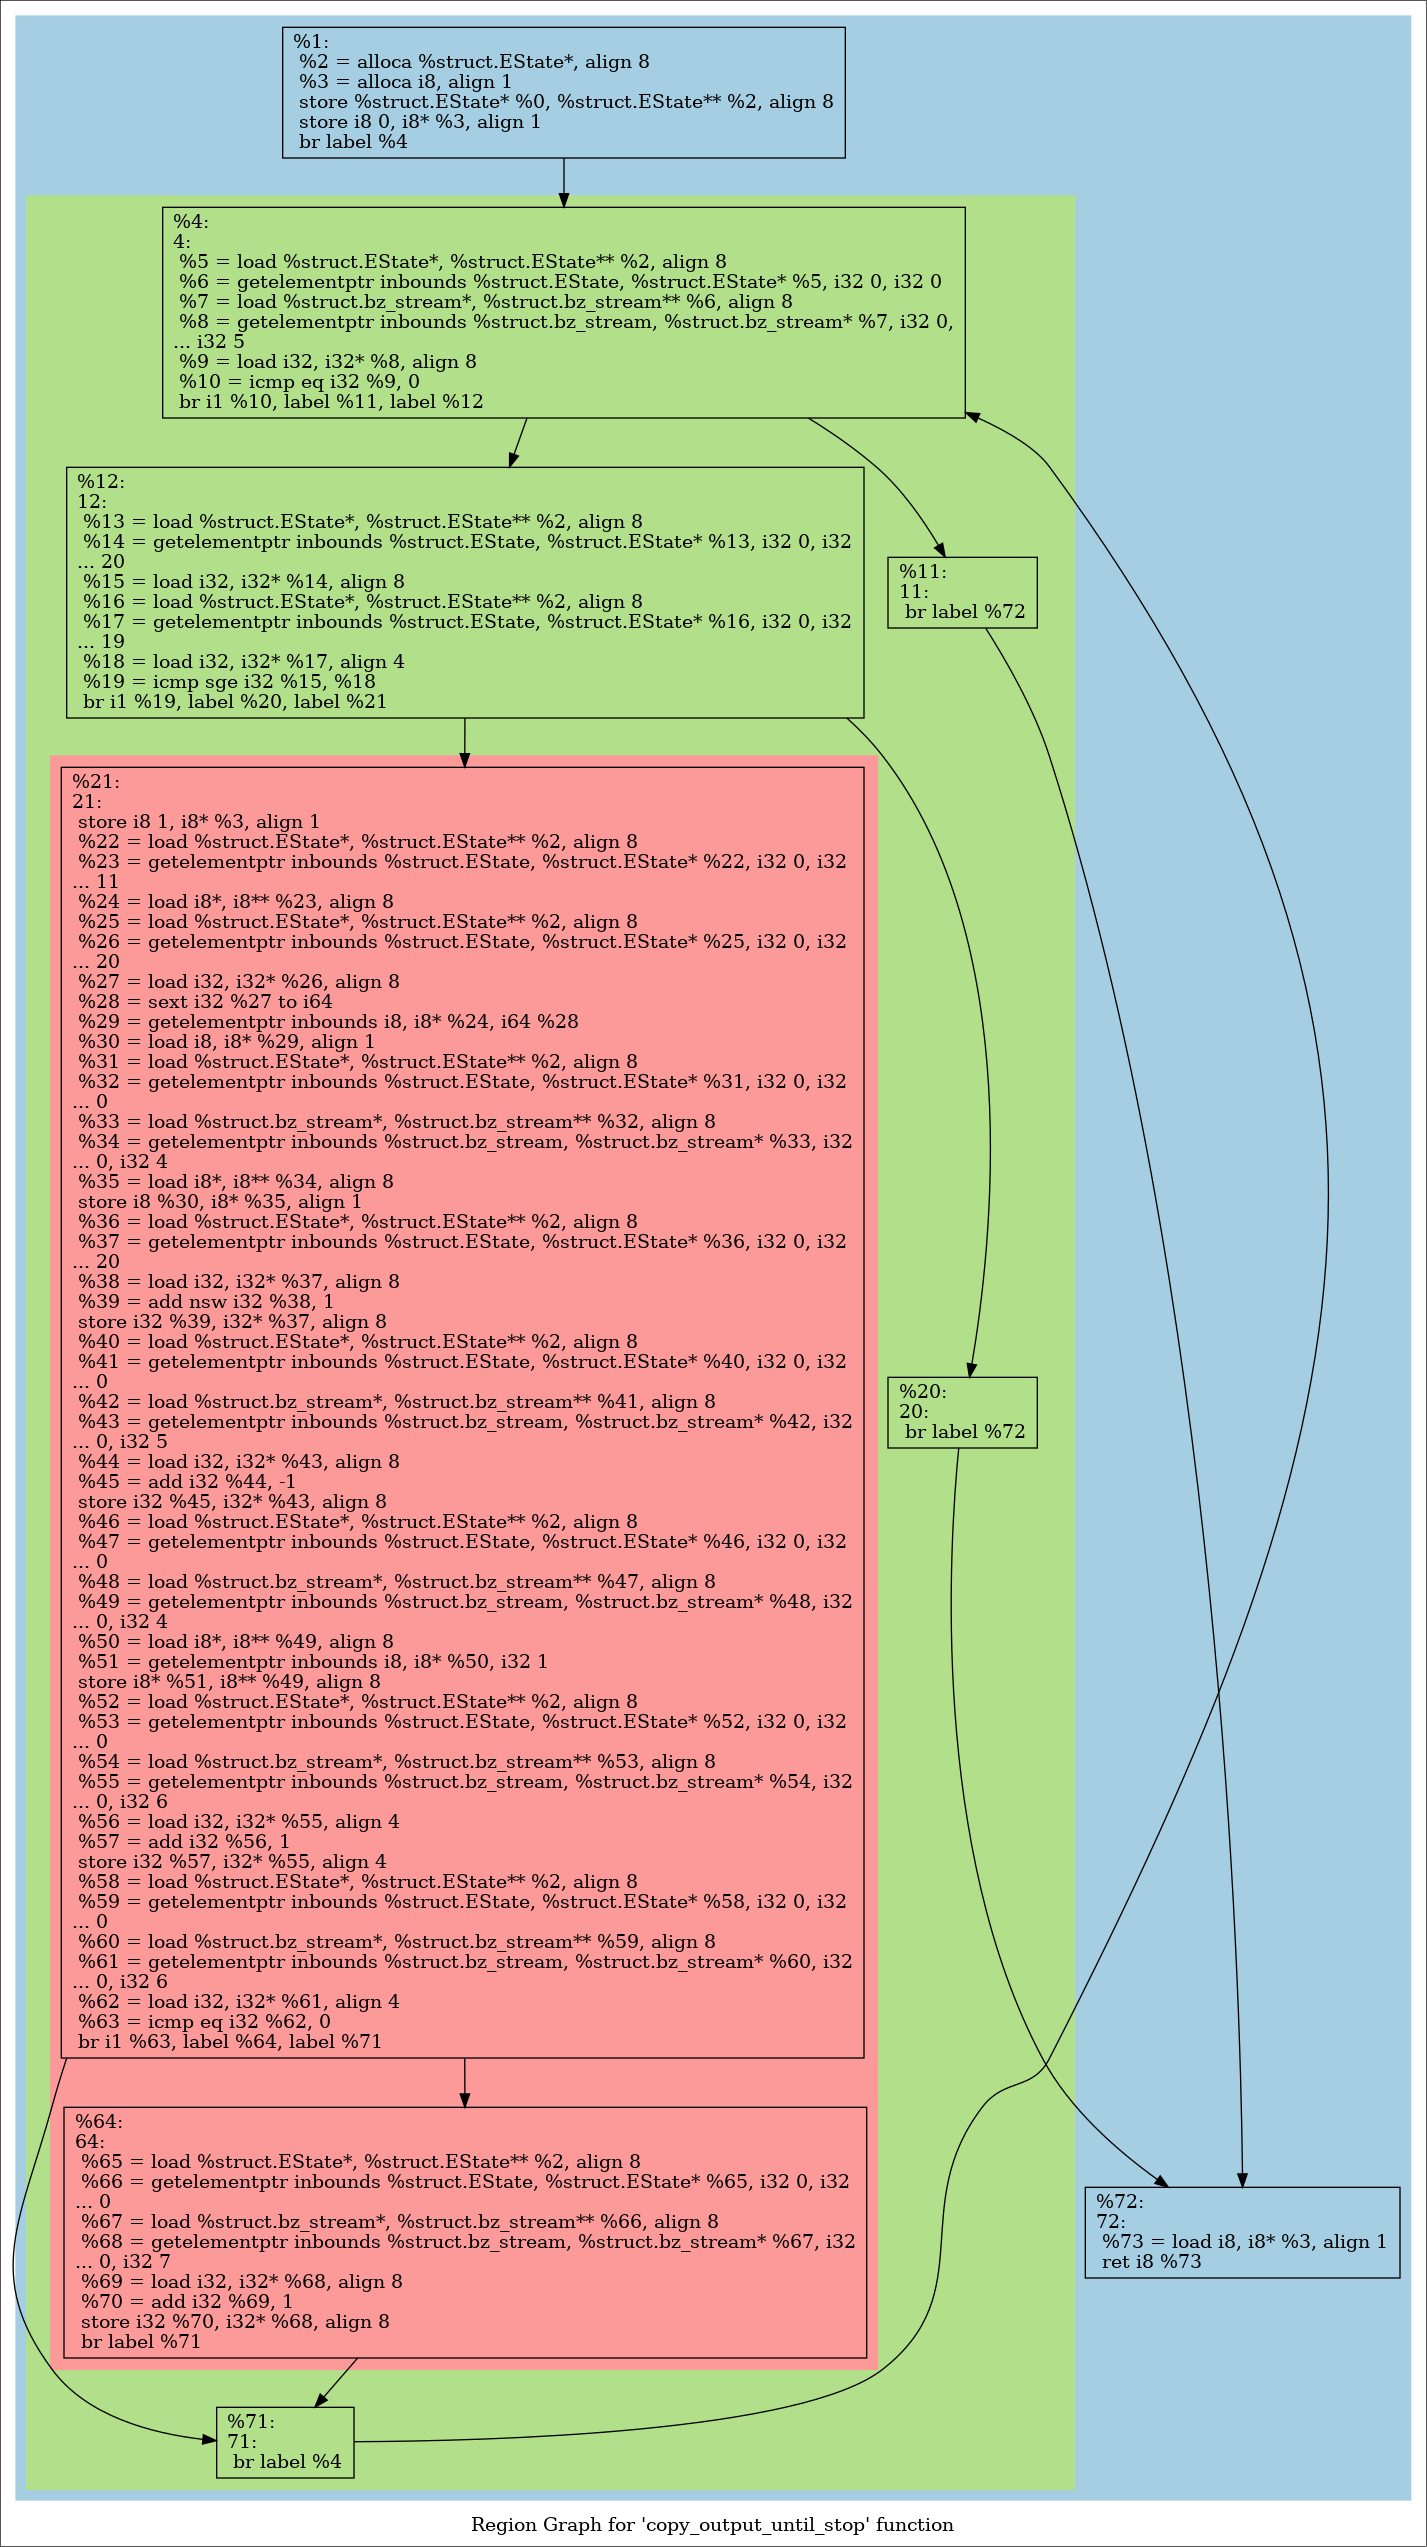 %1:
%2 = alloca %struct.EState*, align 8
%3 = alloca i8, align 1
store %struct.EState* %0, %struct.EState** %2, align 8
store i8 0, i8* %3, align 1
br label %4
%4:
4:
%5 = load %struct.EState*, %struct.EState** %2, align 8
%6 = getelementptr inbounds %struct.EState, %struct.EState* %5, i32 0, i32 0
%7 = load %struct.bz_stream*, %struct.bz_stream** %6, align 8
%8 = getelementptr inbounds %struct.bz_stream, %struct.bz_stream* %7, i32 0,
... i32 5
%9 = load i32, i32* %8, align 8
%10 = icmp eq i32 %9, 0
br i1 %10, label %11, label %12
%12:
12:
%13 = load %struct.EState*, %struct.EState** %2, align 8
%14 = getelementptr inbounds %struct.EState, %struct.EState* %13, i32 0, i32
... 20
%15 = load i32, i32* %14, align 8
%16 = load %struct.EState*, %struct.EState** %2, align 8
%17 = getelementptr inbounds %struct.EState, %struct.EState* %16, i32 0, i32
... 19
%18 = load i32, i32* %17, align 4
%19 = icmp sge i32 %15, %18
br i1 %19, label %20, label %21
%11:
11:
br label %72
%21:
21:
store i8 1, i8* %3, align 1
%22 = load %struct.EState*, %struct.EState** %2, align 8
%23 = getelementptr inbounds %struct.EState, %struct.EState* %22, i32 0, i32
... 11
%24 = load i8*, i8** %23, align 8
%25 = load %struct.EState*, %struct.EState** %2, align 8
%26 = getelementptr inbounds %struct.EState, %struct.EState* %25, i32 0, i32
... 20
%27 = load i32, i32* %26, align 8
%28 = sext i32 %27 to i64
%29 = getelementptr inbounds i8, i8* %24, i64 %28
%30 = load i8, i8* %29, align 1
%31 = load %struct.EState*, %struct.EState** %2, align 8
%32 = getelementptr inbounds %struct.EState, %struct.EState* %31, i32 0, i32
... 0
%33 = load %struct.bz_stream*, %struct.bz_stream** %32, align 8
%34 = getelementptr inbounds %struct.bz_stream, %struct.bz_stream* %33, i32
... 0, i32 4
%35 = load i8*, i8** %34, align 8
store i8 %30, i8* %35, align 1
%36 = load %struct.EState*, %struct.EState** %2, align 8
%37 = getelementptr inbounds %struct.EState, %struct.EState* %36, i32 0, i32
... 20
%38 = load i32, i32* %37, align 8
%39 = add nsw i32 %38, 1
store i32 %39, i32* %37, align 8
%40 = load %struct.EState*, %struct.EState** %2, align 8
%41 = getelementptr inbounds %struct.EState, %struct.EState* %40, i32 0, i32
... 0
%42 = load %struct.bz_stream*, %struct.bz_stream** %41, align 8
%43 = getelementptr inbounds %struct.bz_stream, %struct.bz_stream* %42, i32
... 0, i32 5
%44 = load i32, i32* %43, align 8
%45 = add i32 %44, -1
store i32 %45, i32* %43, align 8
%46 = load %struct.EState*, %struct.EState** %2, align 8
%47 = getelementptr inbounds %struct.EState, %struct.EState* %46, i32 0, i32
... 0
%48 = load %struct.bz_stream*, %struct.bz_stream** %47, align 8
%49 = getelementptr inbounds %struct.bz_stream, %struct.bz_stream* %48, i32
... 0, i32 4
%50 = load i8*, i8** %49, align 8
%51 = getelementptr inbounds i8, i8* %50, i32 1
store i8* %51, i8** %49, align 8
%52 = load %struct.EState*, %struct.EState** %2, align 8
%53 = getelementptr inbounds %struct.EState, %struct.EState* %52, i32 0, i32
... 0
%54 = load %struct.bz_stream*, %struct.bz_stream** %53, align 8
%55 = getelementptr inbounds %struct.bz_stream, %struct.bz_stream* %54, i32
... 0, i32 6
%56 = load i32, i32* %55, align 4
%57 = add i32 %56, 1
store i32 %57, i32* %55, align 4
%58 = load %struct.EState*, %struct.EState** %2, align 8
%59 = getelementptr inbounds %struct.EState, %struct.EState* %58, i32 0, i32
... 0
%60 = load %struct.bz_stream*, %struct.bz_stream** %59, align 8
%61 = getelementptr inbounds %struct.bz_stream, %struct.bz_stream* %60, i32
... 0, i32 6
%62 = load i32, i32* %61, align 4
%63 = icmp eq i32 %62, 0
br i1 %63, label %64, label %71
%20:
20:
br label %72
%64:
64:
%65 = load %struct.EState*, %struct.EState** %2, align 8
%66 = getelementptr inbounds %struct.EState, %struct.EState* %65, i32 0, i32
... 0
%67 = load %struct.bz_stream*, %struct.bz_stream** %66, align 8
%68 = getelementptr inbounds %struct.bz_stream, %struct.bz_stream* %67, i32
... 0, i32 7
%69 = load i32, i32* %68, align 8
%70 = add i32 %69, 1
store i32 %70, i32* %68, align 8
br label %71
%72:
72:
%73 = load i8, i8* %3, align 1
ret i8 %73
%71:
71:
br label %4
Region Graph for 'copy_output_until_stop' function